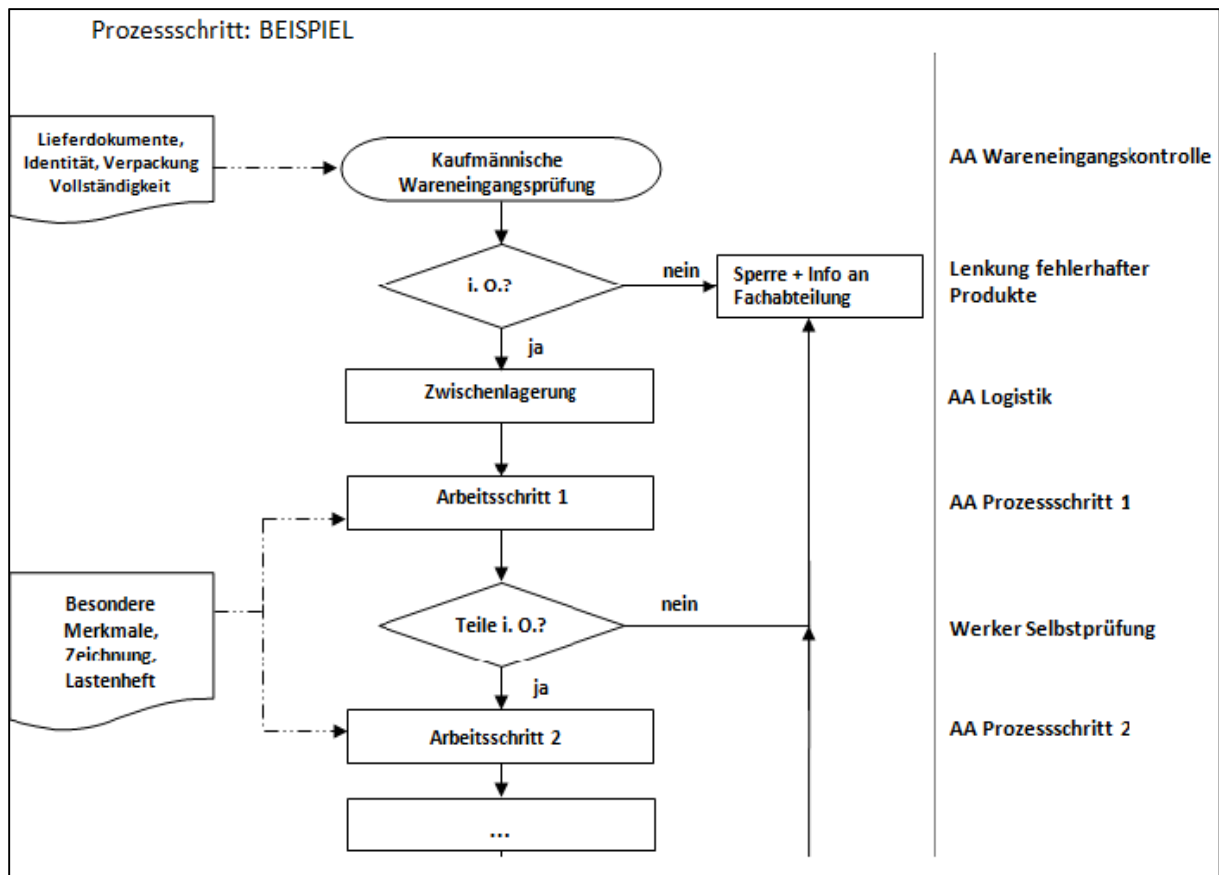 Prozessschritt: BEISPIEL
Lieferdokumente,
Identität, Verpackung
Vollständigkeit
Kaufmännische
Wareneingangsprüfung
AA Wareneingangskontrolle
i. O.?
nein
Sperre + Info an
Fachabteilung
Lenkung fehlerhafter
Produkte
ja
Zwischenlagerung
AA Logistik
Arbeitsschritt 1
AA Prozessschritt 1
Besondere
Merkmale,
Zeichnung,
Lastenheft
Teile i. O.?
nein
Werker Selbstprüfung
ja
Arbeitsschritt 2
AA Prozessschritt 2
...